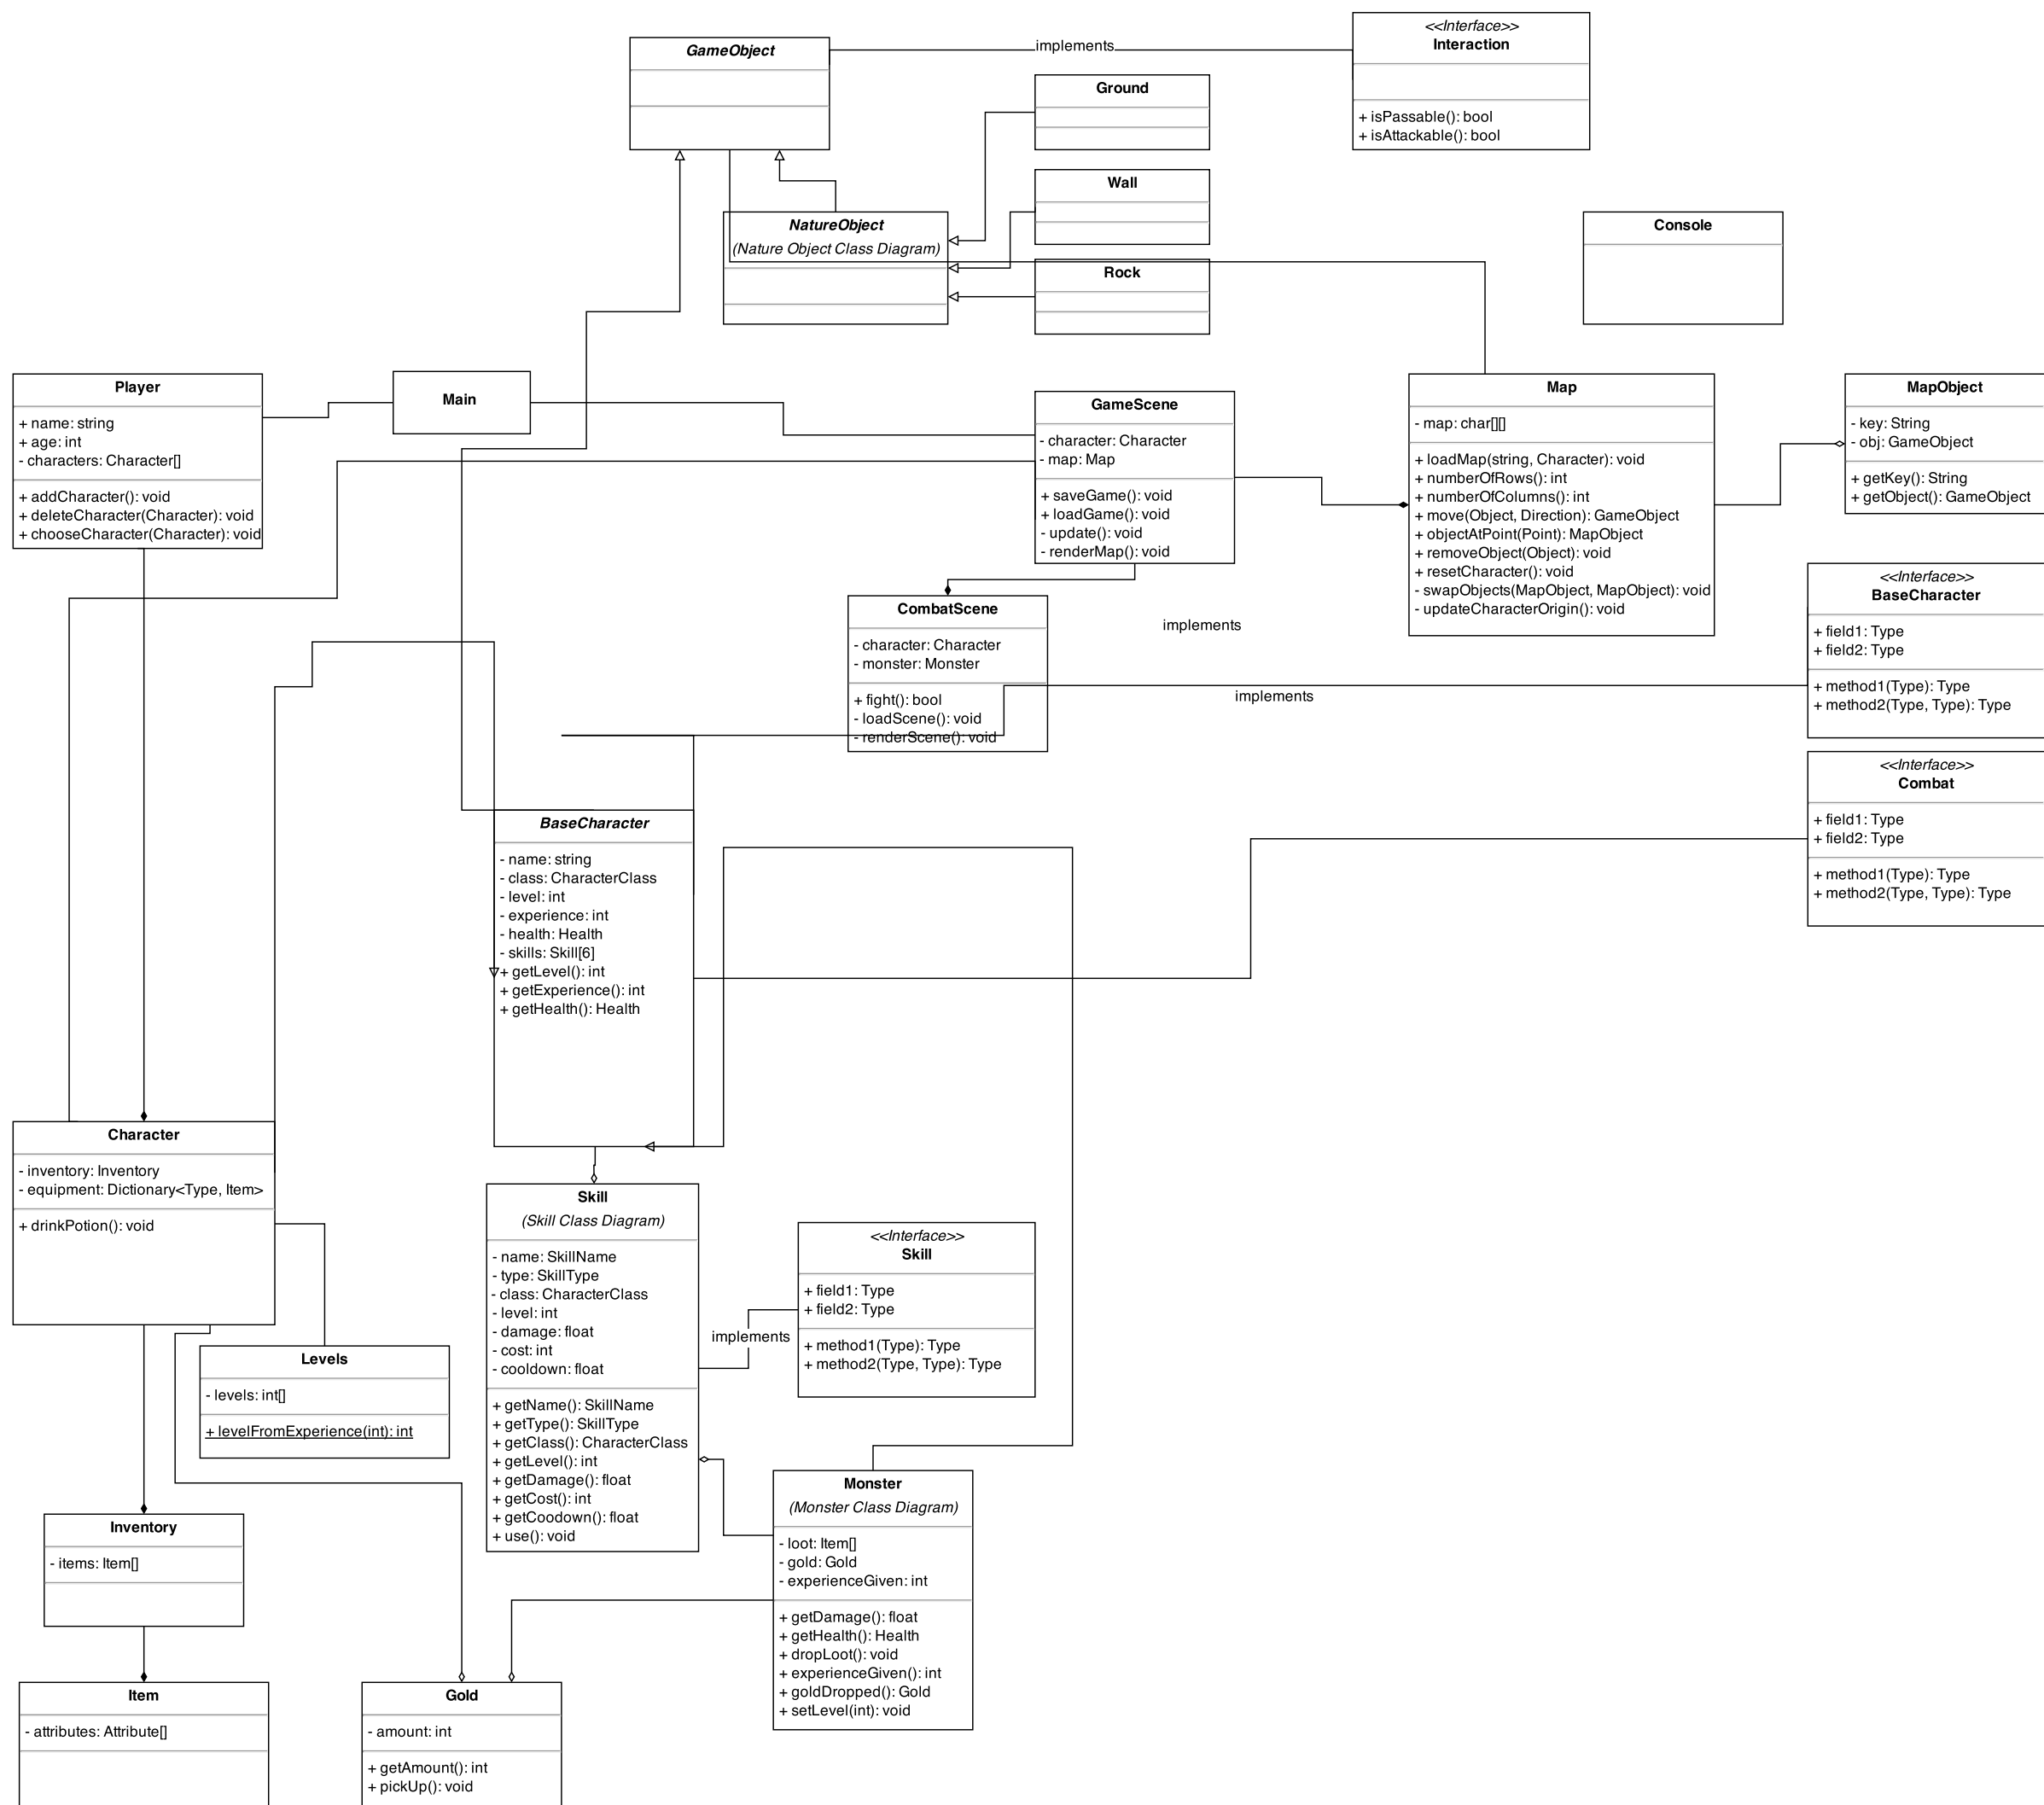 GameObject
implements
<<Interface>>
Interaction
+ isPassable(): bool
+ isAttackable(): bool
Ground
Wall
NatureObject
(Nature Object Class Diagram)
Rock
Console
Player
+ name: string
+ age: int
- characters: Character[]
+ addCharacter(): void
+ deleteCharacter(Character): void
+ chooseCharacter(Character): void
Main
GameScene
- character: Character
- map: Map
+ saveGame(): void
+ loadGame(): void
- update(): void
- renderMap(): void
Map
- map: char[][]
+ loadMap(string, Character): void
+ numberOfRows(): int
+ numberOfColumns(): int
+ move(Object, Direction): GameObject
+ objectAtPoint(Point): MapObject
+ removeObject(Object): void
+ resetCharacter(): void
- swapObjects(MapObject, MapObject): void
- updateCharacterOrigin(): void
MapObject
- key: String
- obj: GameObject
+ getKey(): String
+ getObject(): GameObject
CombatScene
- character: Character
- monster: Monster
+ fight(): bool
- loadScene(): void
- renderScene(): void
implements
implements
<<Interface>>
BaseCharacter
+ field1: Type
+ field2: Type
+ method1(Type): Type
+ method2(Type, Type): Type
<<Interface>>
Combat
+ field1: Type
+ field2: Type
+ method1(Type): Type
+ method2(Type, Type): Type
BaseCharacter
- name: string
- class: CharacterClass
- level: int
- experience: int
- health: Health
- skills: Skill[6]
+ getLevel(): int
+ getExperience(): int
+ getHealth(): Health
Character
- inventory: Inventory
- equipment: Dictionary<Type, Item>
+ drinkPotion(): void
Skill
(Skill Class Diagram)
- name: SkillName
- type: SkillType
- class: CharacterClass
- level: int
- damage: float
- cost: int
- cooldown: float
+ getName(): SkillName
+ getType(): SkillType
+ getClass(): CharacterClass
+ getLevel(): int
+ getDamage(): float
+ getCost(): int
+ getCoodown(): float
+ use(): void
implements
<<Interface>>
Skill
+ field1: Type
+ field2: Type
+ method1(Type): Type
+ method2(Type, Type): Type
Levels
- levels: int[]
+ levelFromExperience(int): int
Monster
(Monster Class Diagram)
- loot: Item[]
- gold: Gold
- experienceGiven: int
+ getDamage(): float
+ getHealth(): Health
+ dropLoot(): void
+ experienceGiven(): int
+ goldDropped(): Gold
+ setLevel(int): void
Inventory
- items: Item[]
Item
- attributes: Attribute[]
Gold
- amount: int
+ getAmount(): int
+ pickUp(): void